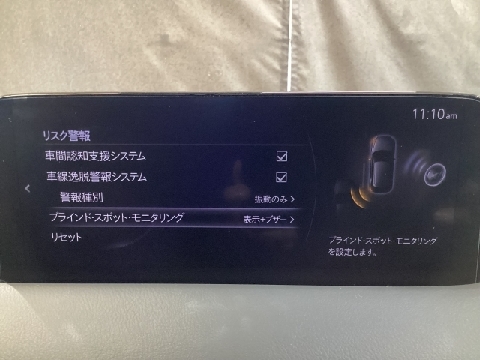 11:10am
リスク警報
車間認知支援システム
車線逸脱警報システム
警報種別 振動のみ
ブラインド・スポット・モニタリング 表示+ブザー
リセット
ブラインド・スポット・モニタリング
を設定します。